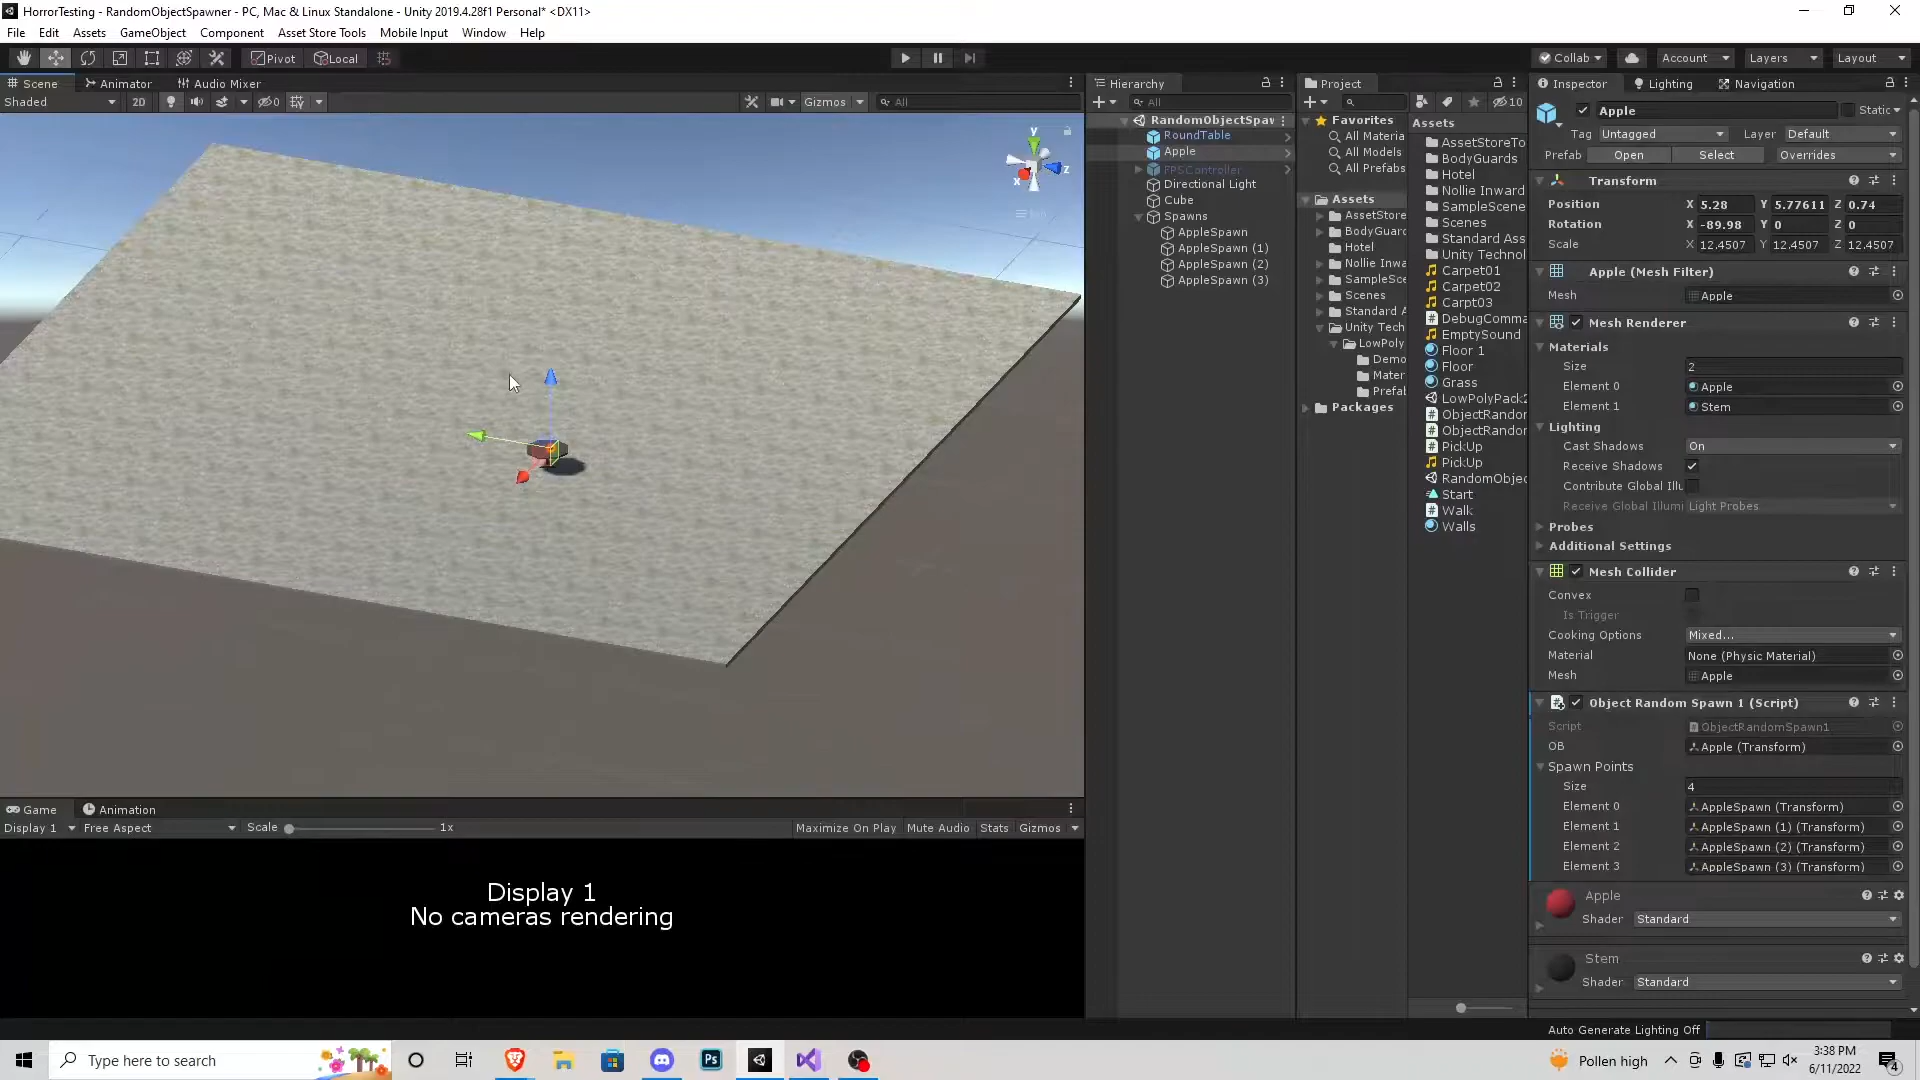 HorrorTesting - RandomObjectSpawner - PC, Mac & Linux Standalone - Unity 2019.4.28f1 Personal* <DX11>
File Edit Assets GameObject Component Asset Store Tools Mobile Input Window Help
Pivot Local Collab Account Layers Layout
Scene Animator Audio Mixer
Shaded 2D 0 Gizmos All
y
z
x
Game Animation
Display 1 Free Aspect Scale 1x Maximize On Play Mute Audio Stats Gizmos
Display 1
No cameras rendering
Hierarchy
All
RandomObjectSpaw
RoundTable
Apple
FPSController
Directional Light
Cube
Spawns
AppleSpawn
AppleSpawn (1)
AppleSpawn (2)
AppleSpawn (3)
Project
10
Favorites
All Materia
All Models
All Prefabs
Assets
AssetStore
BodyGuard
Hotel
Nollie Inwa
SampleSce
Scenes
Standard A
Unity Tech
LowPoly
Demo
Mater
Prefab
Packages
Assets
AssetStoreTo
BodyGuards
Hotel
Nollie Inward
SampleScene
Scenes
Standard Ass
Unity Technol
Carpet01
Carpet02
Carpt03
DebugComma
EmptySound
Floor 1
Floor
Grass
LowPolyPack2
ObjectRandor
ObjectRandor
PickUp
PickUp
RandomObjec
Start
Walk
Walls
Inspector Lighting Navigation
Apple Static
Tag Untagged Layer Default
Prefab Open Select Overrides
Transform
Position X 5.28 Y 5.77611 Z 0.74
Rotation X -89.98 Y 0 Z 0
Scale X 12.4507 Y 12.4507 Z 12.4507
Apple (Mesh Filter)
Mesh Apple
Mesh Renderer
Materials
Size 2
Element 0 Apple
Element 1 Stem
Lighting
Cast Shadows On
Receive Shadows
Contribute Global Illu
Receive Global Illumi Light Probes
Probes
Additional Settings
Mesh Collider
Convex
Is Trigger
Cooking Options Mixed...
Material None (Physic Material)
Mesh Apple
Object Random Spawn 1 (Script)
Script ObjectRandomSpawn1
OB Apple (Transform)
Spawn Points
Size 4
Element 0 AppleSpawn (Transform)
Element 1 AppleSpawn (1) (Transform)
Element 2 AppleSpawn (2) (Transform)
Element 3 AppleSpawn (3) (Transform)
Apple
Shader Standard
Stem
Shader Standard
Auto Generate Lighting Off
Type here to search
Ps
Pollen high
3:38 PM
6/11/2022
4